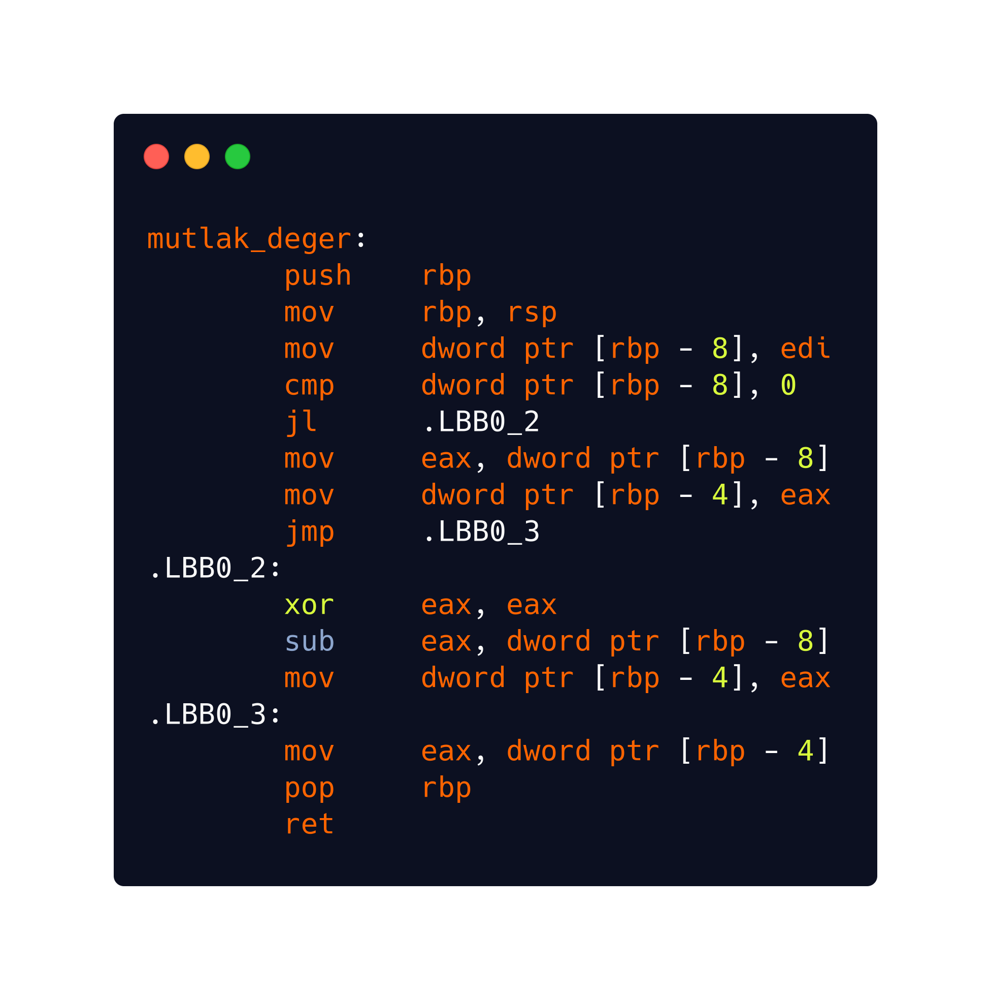 mutlak_deger:
        push    rbp
        mov     rbp, rsp
        mov     dword ptr [rbp - 8], edi
        cmp     dword ptr [rbp - 8], 0
        jl      .LBB0_2
        mov     eax, dword ptr [rbp - 8]
        mov     dword ptr [rbp - 4], eax
        jmp     .LBB0_3
.LBB0_2:
        xor     eax, eax
        sub     eax, dword ptr [rbp - 8]
        mov     dword ptr [rbp - 4], eax
.LBB0_3:
        mov     eax, dword ptr [rbp - 4]
        pop     rbp
        ret